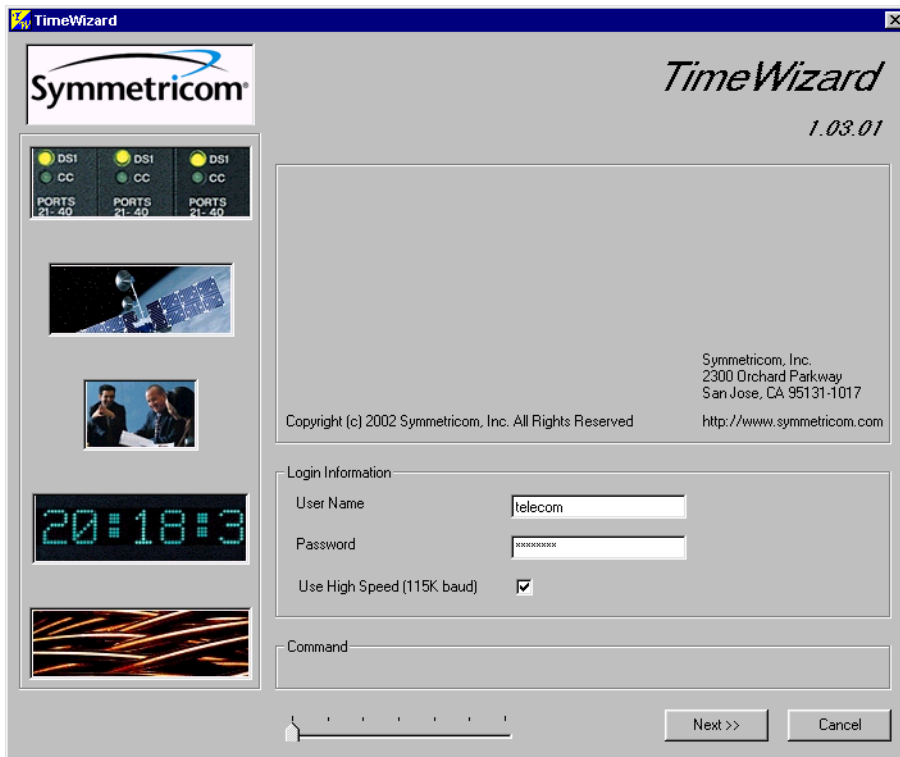 TimeWizard
Symmetricom
TimeWizard
1.03.01
DS1 DS1 DS1
CC CC CC
PORTS PORTS PORTS
21-40 21-40 21-40
Symmetricom, Inc.
2300 Orchard Parkway
San Jose, CA 95131-1017
Copyright (c) 2002 Symmetricom, Inc. All Rights Reserved
http://www.symmetricom.com
Login Information
User Name
telecom
Password
********
Use High Speed (115K baud)
20:18:3
Command
Next >>
Cancel